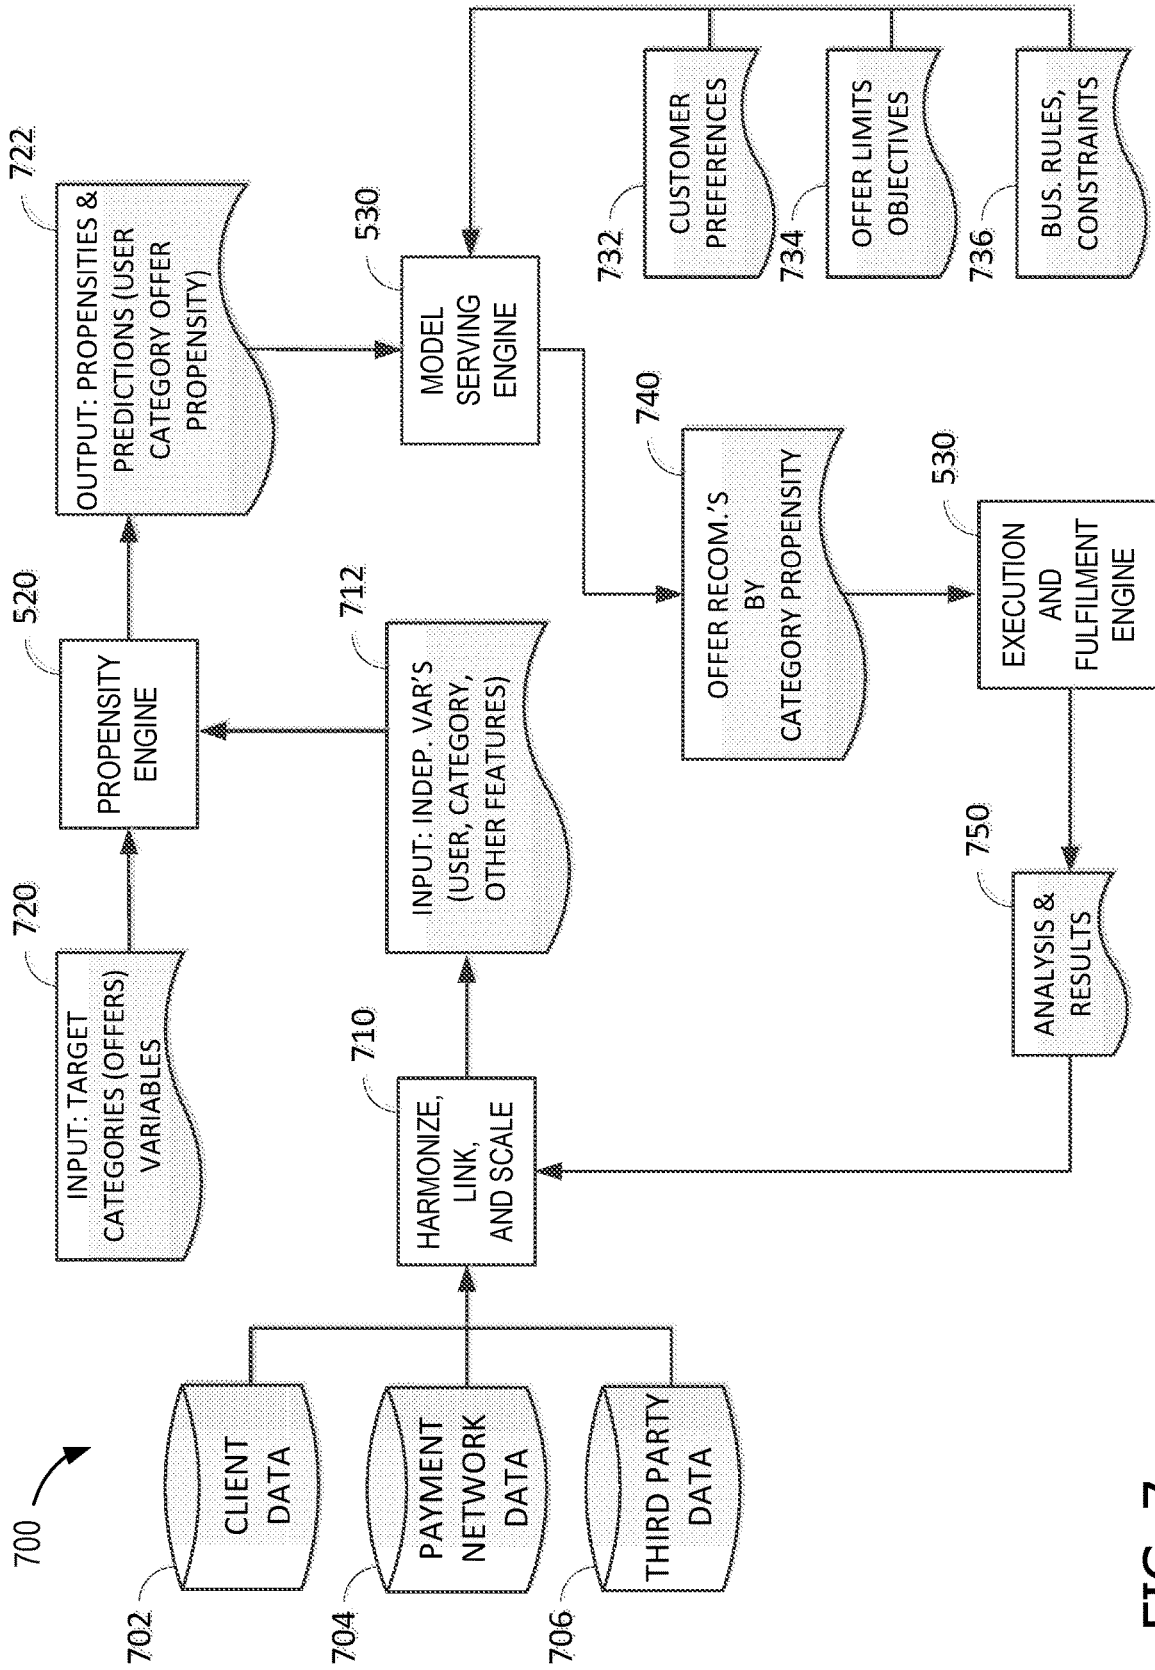 700
702
CLIENT
DATA
704
PAYMENT
NETWORK
DATA
706
THIRD PARTY
DATA
710
HARMONIZE,
LINK,
AND SCALE
720
INPUT: TARGET
CATEGORIES (OFFERS)
VARIABLES
712
INPUT: INDEP. VAR'S
(USER, CATEGORY,
OTHER FEATURES)
520
PROPENSITY
ENGINE
722
OUTPUT: PROPENSITIES &
PREDICTIONS (USER
CATEGORY OFFER
PROPENSITY)
530
MODEL
SERVING
ENGINE
732
CUSTOMER
PREFERENCES
734
OFFER LIMITS
OBJECTIVES
736
BUS. RULES,
CONSTRAINTS
740
OFFER RECOM.'S
BY
CATEGORY PROPENSITY
530
EXECUTION
AND
FULFILMENT
ENGINE
750
ANALYSIS &
RESULTS
FIG. 7